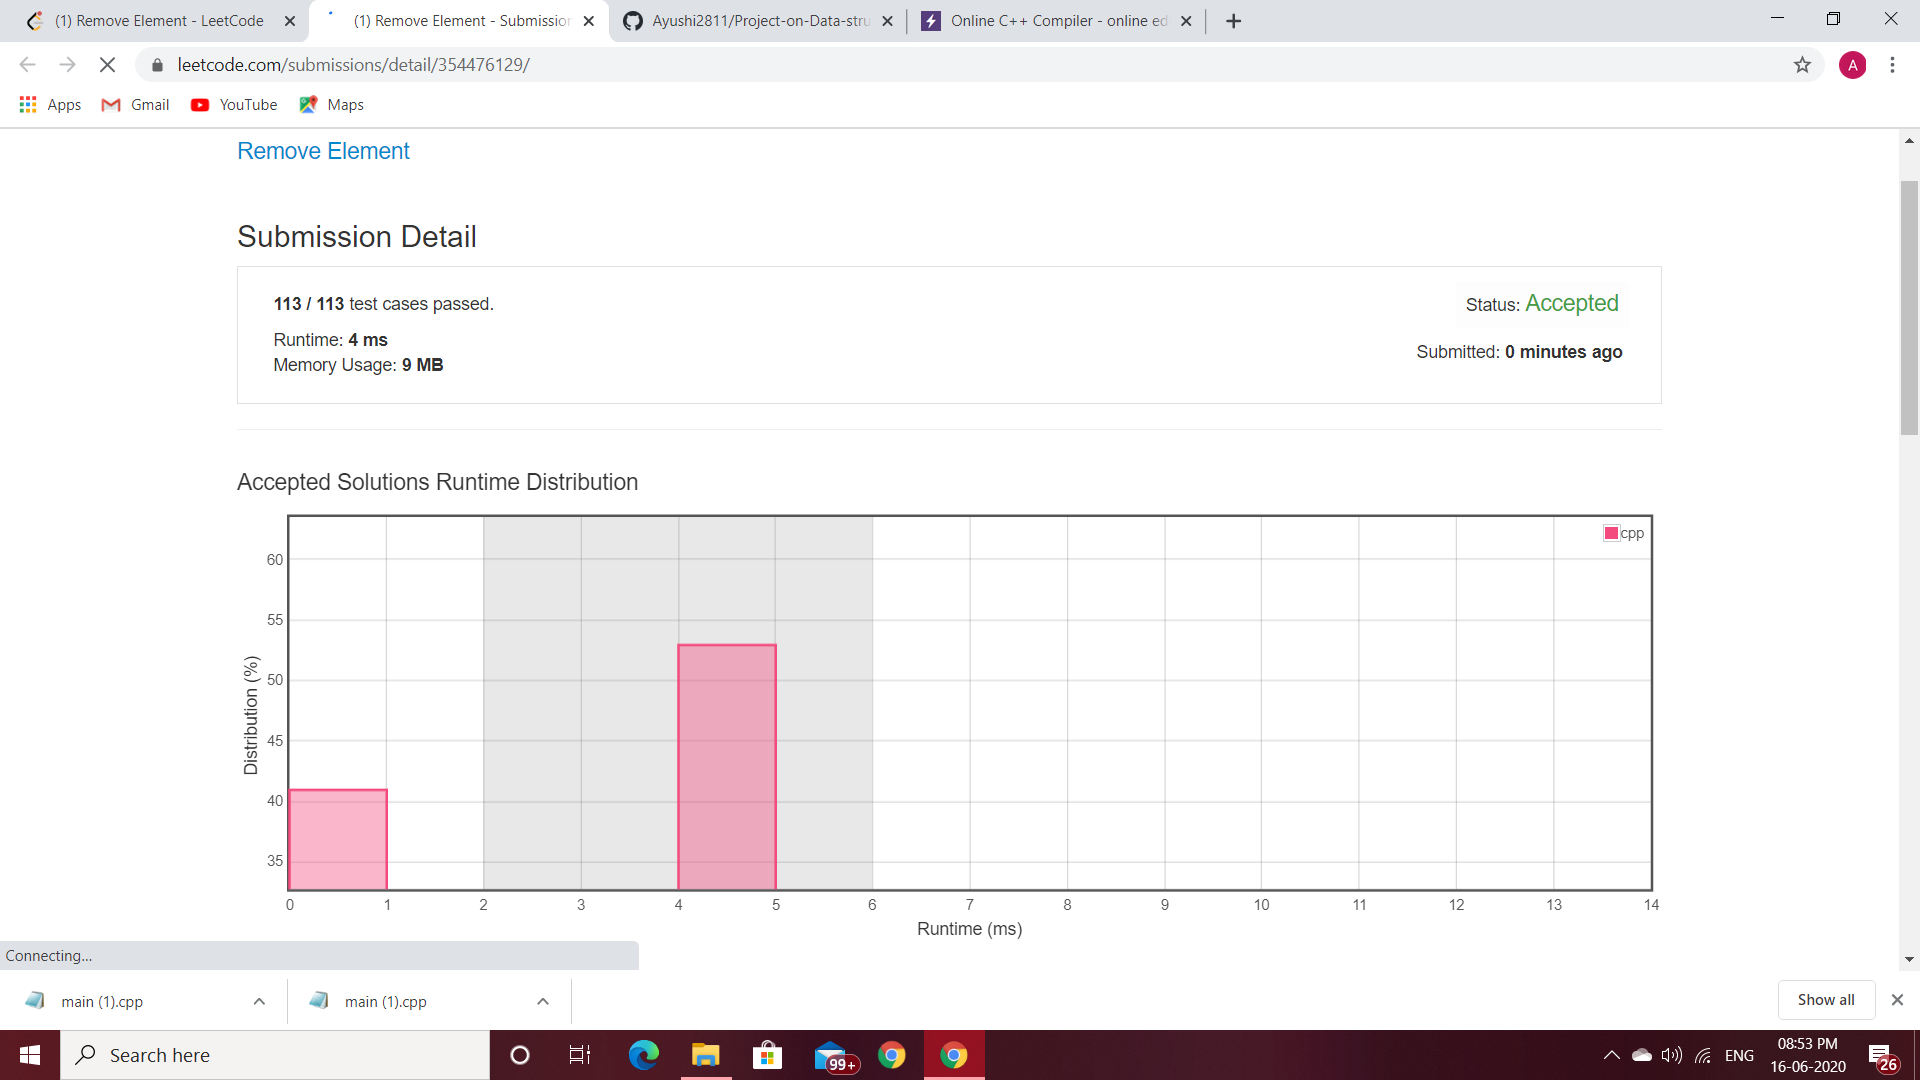 (1) Remove Element - LeetCode
(1) Remove Element - Submission
Ayushi2811/Project-on-Data-stru
Online C++ Compiler - online ed
leetcode.com/submissions/detail/354476129/
A
Apps
Gmail
YouTube
Maps
Remove Element
Submission Detail
113 / 113 test cases passed.
Status: Accepted
Runtime: 4 ms
Submitted: 0 minutes ago
Memory Usage: 9 MB
Accepted Solutions Runtime Distribution
cpp
60
55
50
45
40
35
Distribution (%)
0 1 2 3 4 5 6 7 8 9 10 11 12 13 14
Runtime (ms)
Connecting...
main (1).cpp
main (1).cpp
Show all
Search here
99+
ENG
08:53 PM
16-06-2020
26